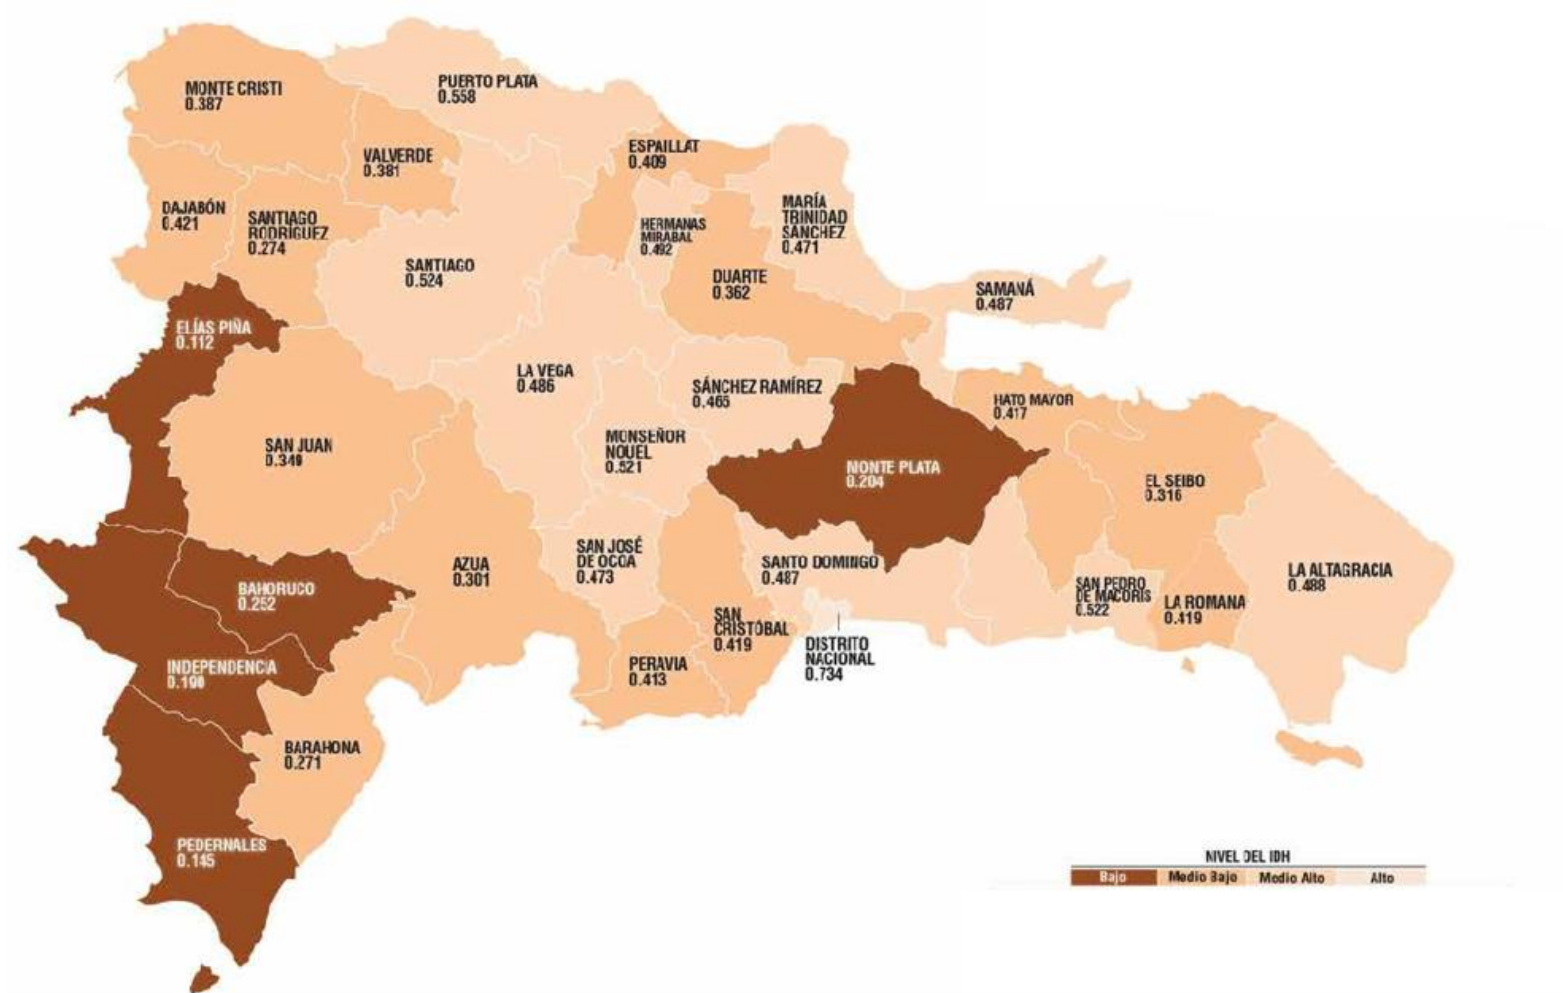 MONTE CRISTI
0.387
PUERTO PLATA
0.558
VALVERDE
0.381
ESPAILLAT
0.409
DAJABÓN
0.421
SANTIAGO
RODRÍGUEZ
0.274
MARÍA
TRINIDAD
SÁNCHEZ
0.471
HERMANAS
MIRABAL
0.492
SANTIAGO
0.524
DUARTE
0.362
SAMANÁ
0.487
ELÍAS PIÑA
0.112
LA VEGA
0.486
SÁNCHEZ RAMÍREZ
0.465
HATO MAYOR
0.417
SAN JUAN
0.349
MONSEÑOR
NOUEL
0.521
MONTE PLATA
0.204
EL SEIBO
0.316
AZUA
0.301
SAN JOSÉ
DE OCOA
0.473
SANTO DOMINGO
0.487
LA ALTAGRACIA
0.488
BAHORUCO
0.252
SAN PEDRO
DE MACORÍS
0.522
LA ROMANA
0.419
SAN
CRISTÓBAL
0.419
DISTRITO
NACIONAL
0.734
INDEPENDENCIA
PERAVIA
0.413
BARAHONA
0.271
PEDERNALES
0.145
NIVEL DEL IDH
Bajo Medio Bajo Medio Alto Alto